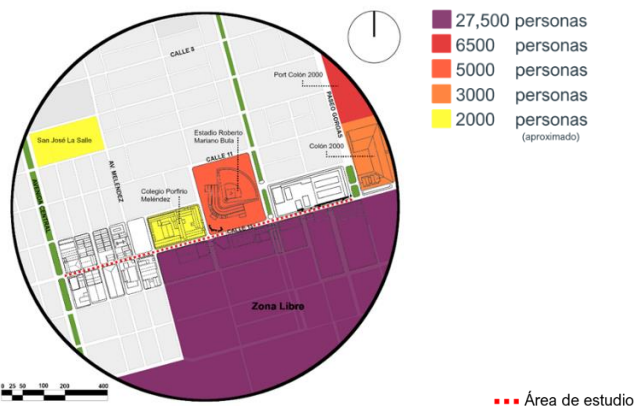 27,500 personas
6500 personas
5000 personas
3000 personas
2000 personas
(aproximado)
CALLE 8
Port Colón 2000
PASEO GORGAS
San José La Salle
Estadio Roberto
Mariano Bula
Colón 2000
CALLE 11
AV. MELENDEZ
Colegio Porfirio
Meléndez
AVENIDA CENTRAL
Zona Libre
0 25 50 100 200 400
Área de estudio